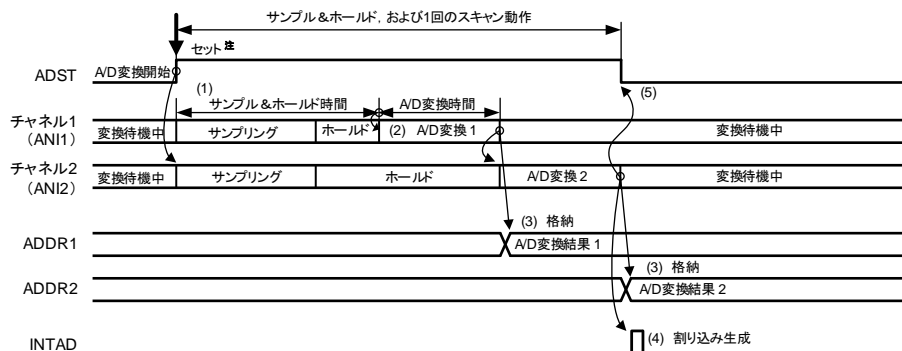 サンプル＆ホールド，および1回のスキャン動作
セット注
ADST
A/D変換開始
(1)
(5)
サンプル＆ホールド時間
A/D変換時間
チャネル1
（ANI1）
変換待機中
サンプリング
ホールド
(2) A/D変換1
変換待機中
チャネル2
（ANI2）
変換待機中
サンプリング
ホールド
A/D変換2
変換待機中
(3) 格納
ADDR1
A/D変換結果1
(3) 格納
ADDR2
A/D変換結果2
INTAD
(4) 割り込み生成